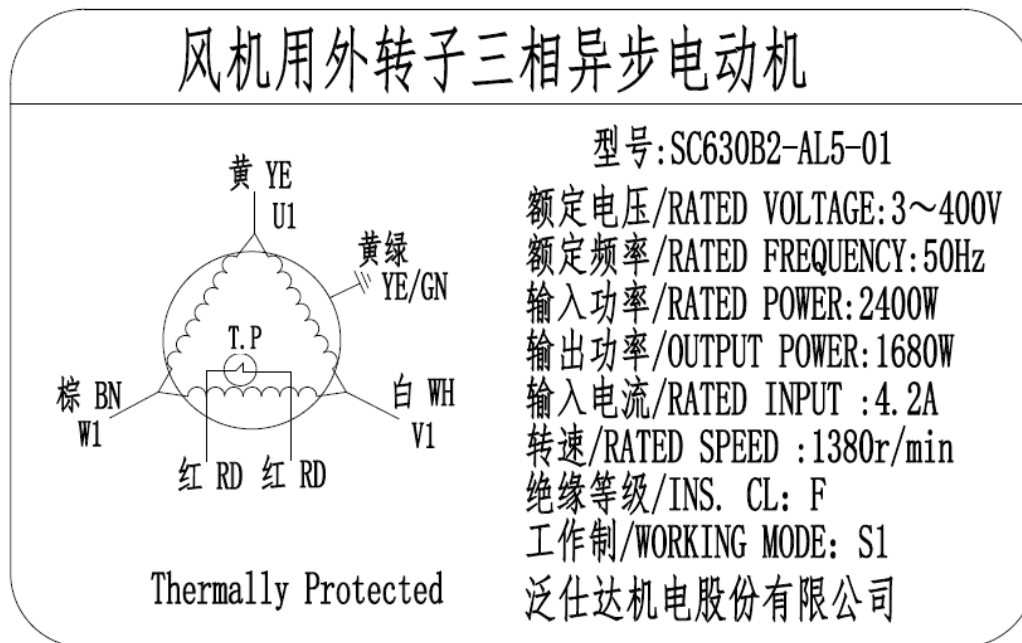 风机用外转子三相异步电动机
型号:SC630B2-AL5-01
黄 YE
U1
黄绿
YE/GN
T.P
棕 BN
W1
白 WH
V1
红 RD 红 RD
Thermally Protected
额定电压/RATED VOLTAGE:3~400V
额定频率/RATED FREQUENCY:50Hz
输入功率/RATED POWER:2400W
输出功率/OUTPUT POWER:1680W
输入电流/RATED INPUT :4.2A
转速/RATED SPEED :1380r/min
绝缘等级/INS. CL: F
工作制/WORKING MODE: S1
泛仕达机电股份有限公司